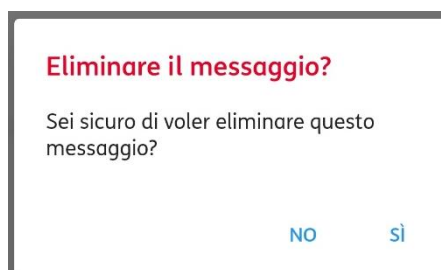 Eliminare il messaggio?
Sei sicuro di voler eliminare questo
messaggio?
NO SÌ